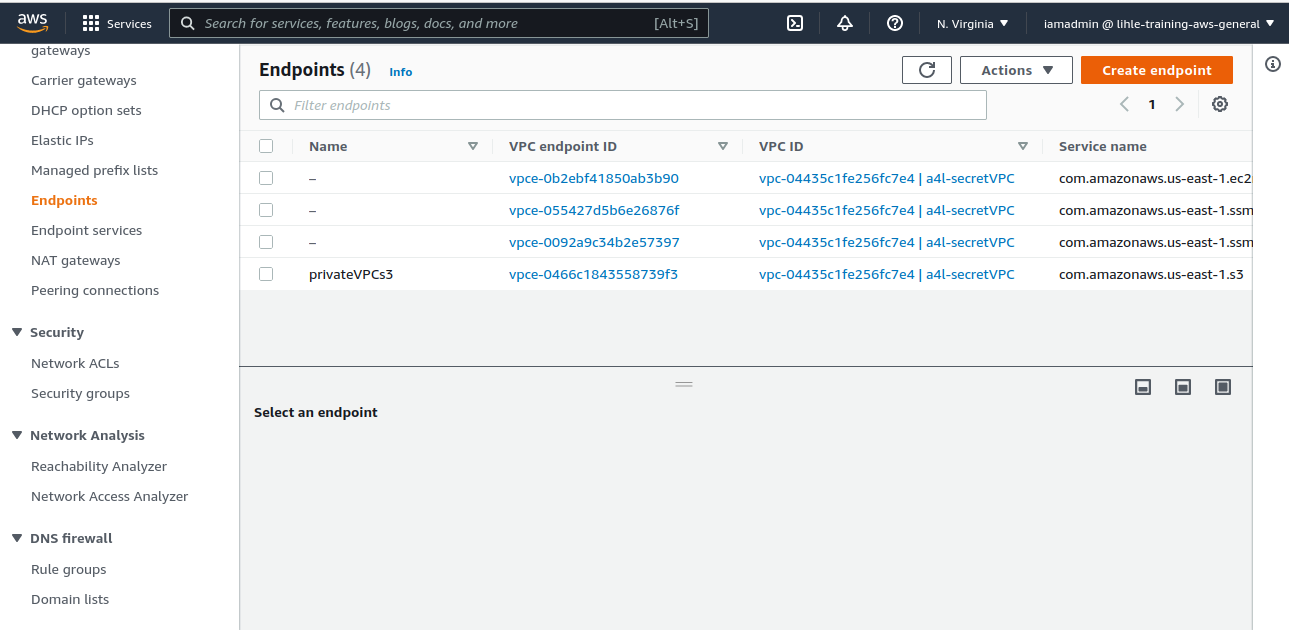 aws Services Search for services, features, blogs, docs, and more [Alt+S] N. Virginia iamadmin @ lihle-training-aws-general
gateways
Carrier gateways
DHCP option sets
Elastic IPs
Managed prefix lists
Endpoints
Endpoint services
NAT gateways
Peering connections
Security
Network ACLs
Security groups
Network Analysis
Reachability Analyzer
Network Access Analyzer
DNS firewall
Rule groups
Domain lists
Endpoints (4) Info Actions Create endpoint
Filter endpoints 1
Name VPC endpoint ID VPC ID Service name
– vpce-0b2ebf41850ab3b90 vpc-04435c1fe256fc7e4 | a4l-secretVPC com.amazonaws.us-east-1.ec2
– vpce-055427d5b6e26876f vpc-04435c1fe256fc7e4 | a4l-secretVPC com.amazonaws.us-east-1.ssm
– vpce-0092a9c34b2e57397 vpc-04435c1fe256fc7e4 | a4l-secretVPC com.amazonaws.us-east-1.ssm
privateVPCs3 vpce-0466c1843558739f3 vpc-04435c1fe256fc7e4 | a4l-secretVPC com.amazonaws.us-east-1.s3
Select an endpoint